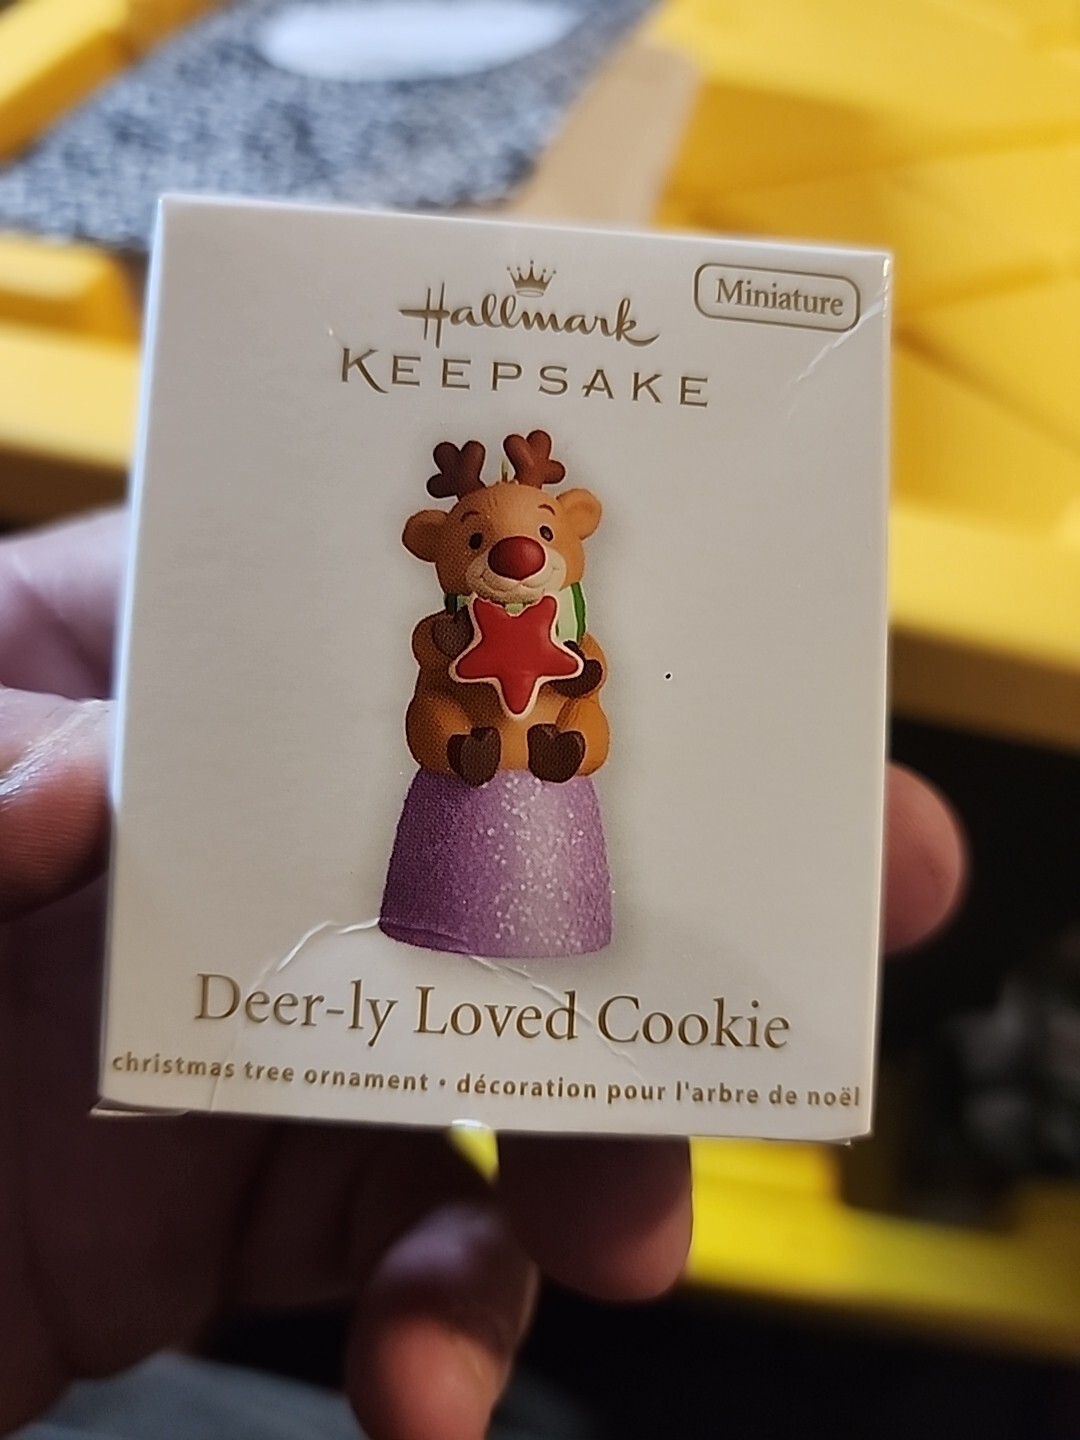 Hallmark
KEEPSAKE
Miniature
Deer-ly Loved Cookie
christmas tree ornament • décoration pour l'arbre de noël